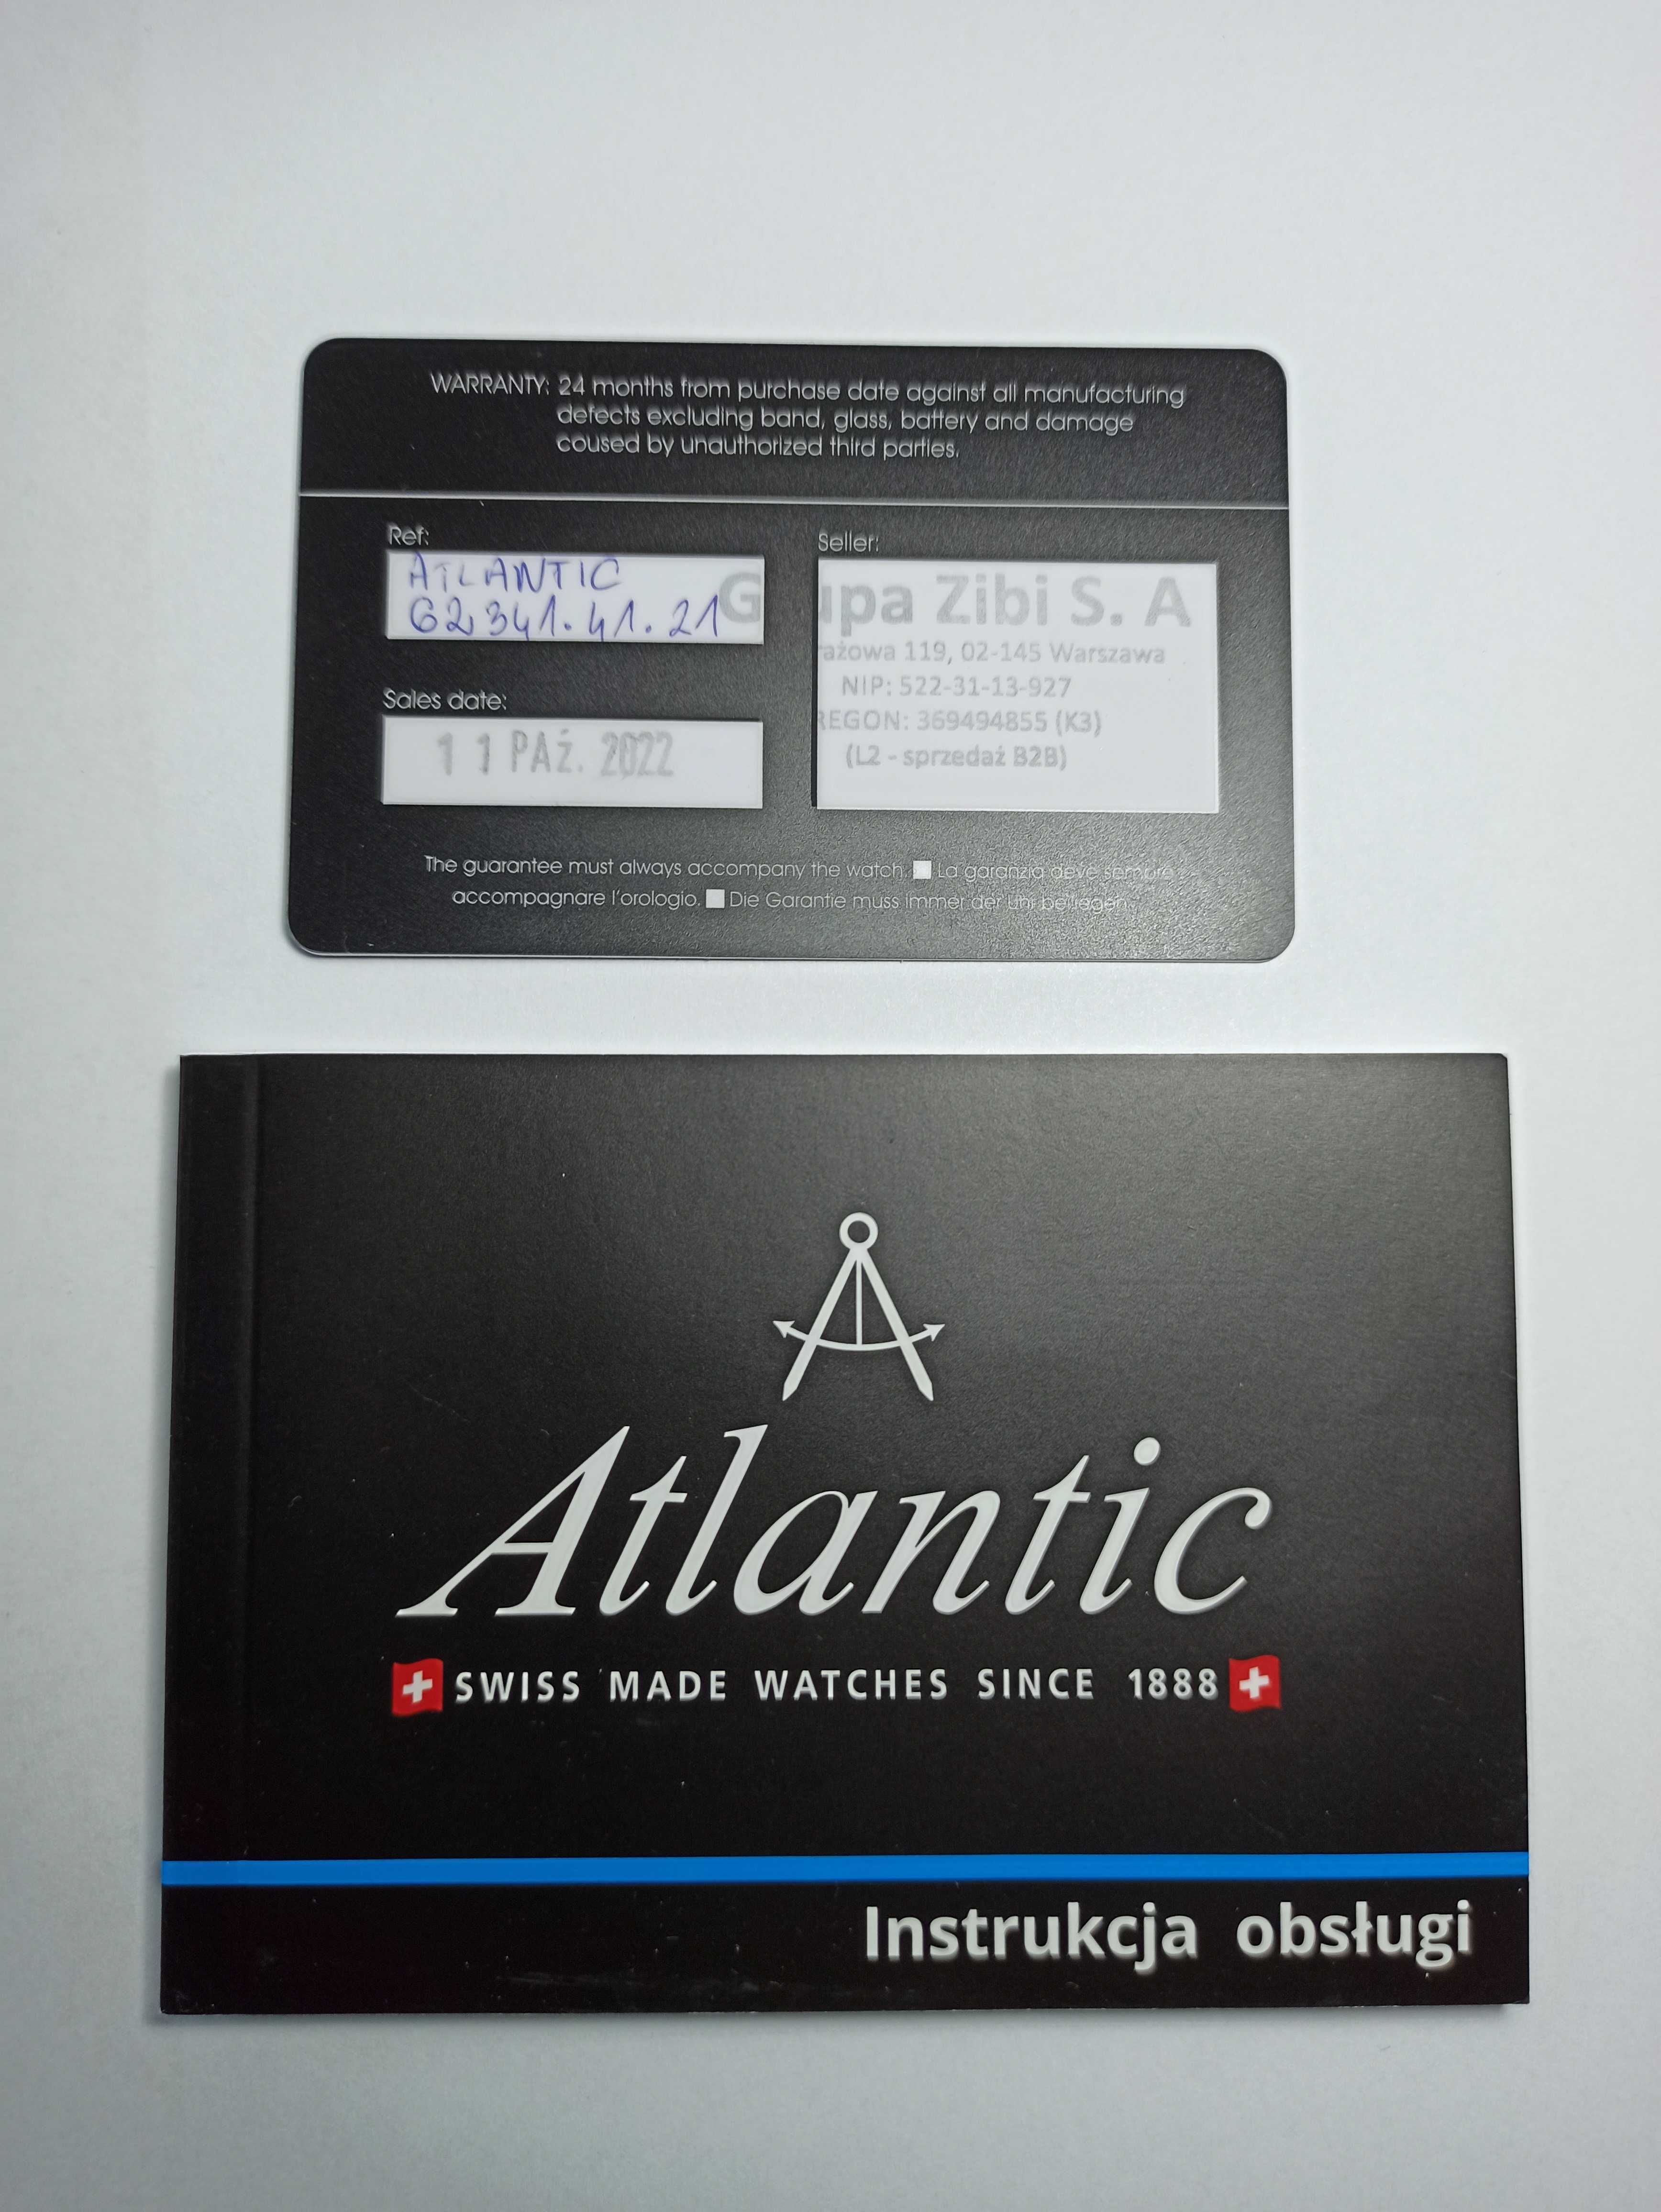 WARRANTY: 24 months from purchase date against all manufacturing
defects excluding band, glass, battery and damage
coused by unauthorized third parties.
Ref:
ATLANTIC
62341.41.21
Sales date:
11 PAŹ. 2022
Seller:
Grupa Zibi S. A
rażowa 119, 02-145 Warszawa
NIP: 522-31-13-927
REGON: 369494855 (K3)
(L2 - sprzedaż B2B)
The guarantee must always accompany the watch. ■ La garanzia deve sempre
accompagnare l'orologio. ■ Die Garantie muss immer der Uhr beiliegen.
Atlantic
SWISS MADE WATCHES SINCE 1888
Instrukcja obsługi